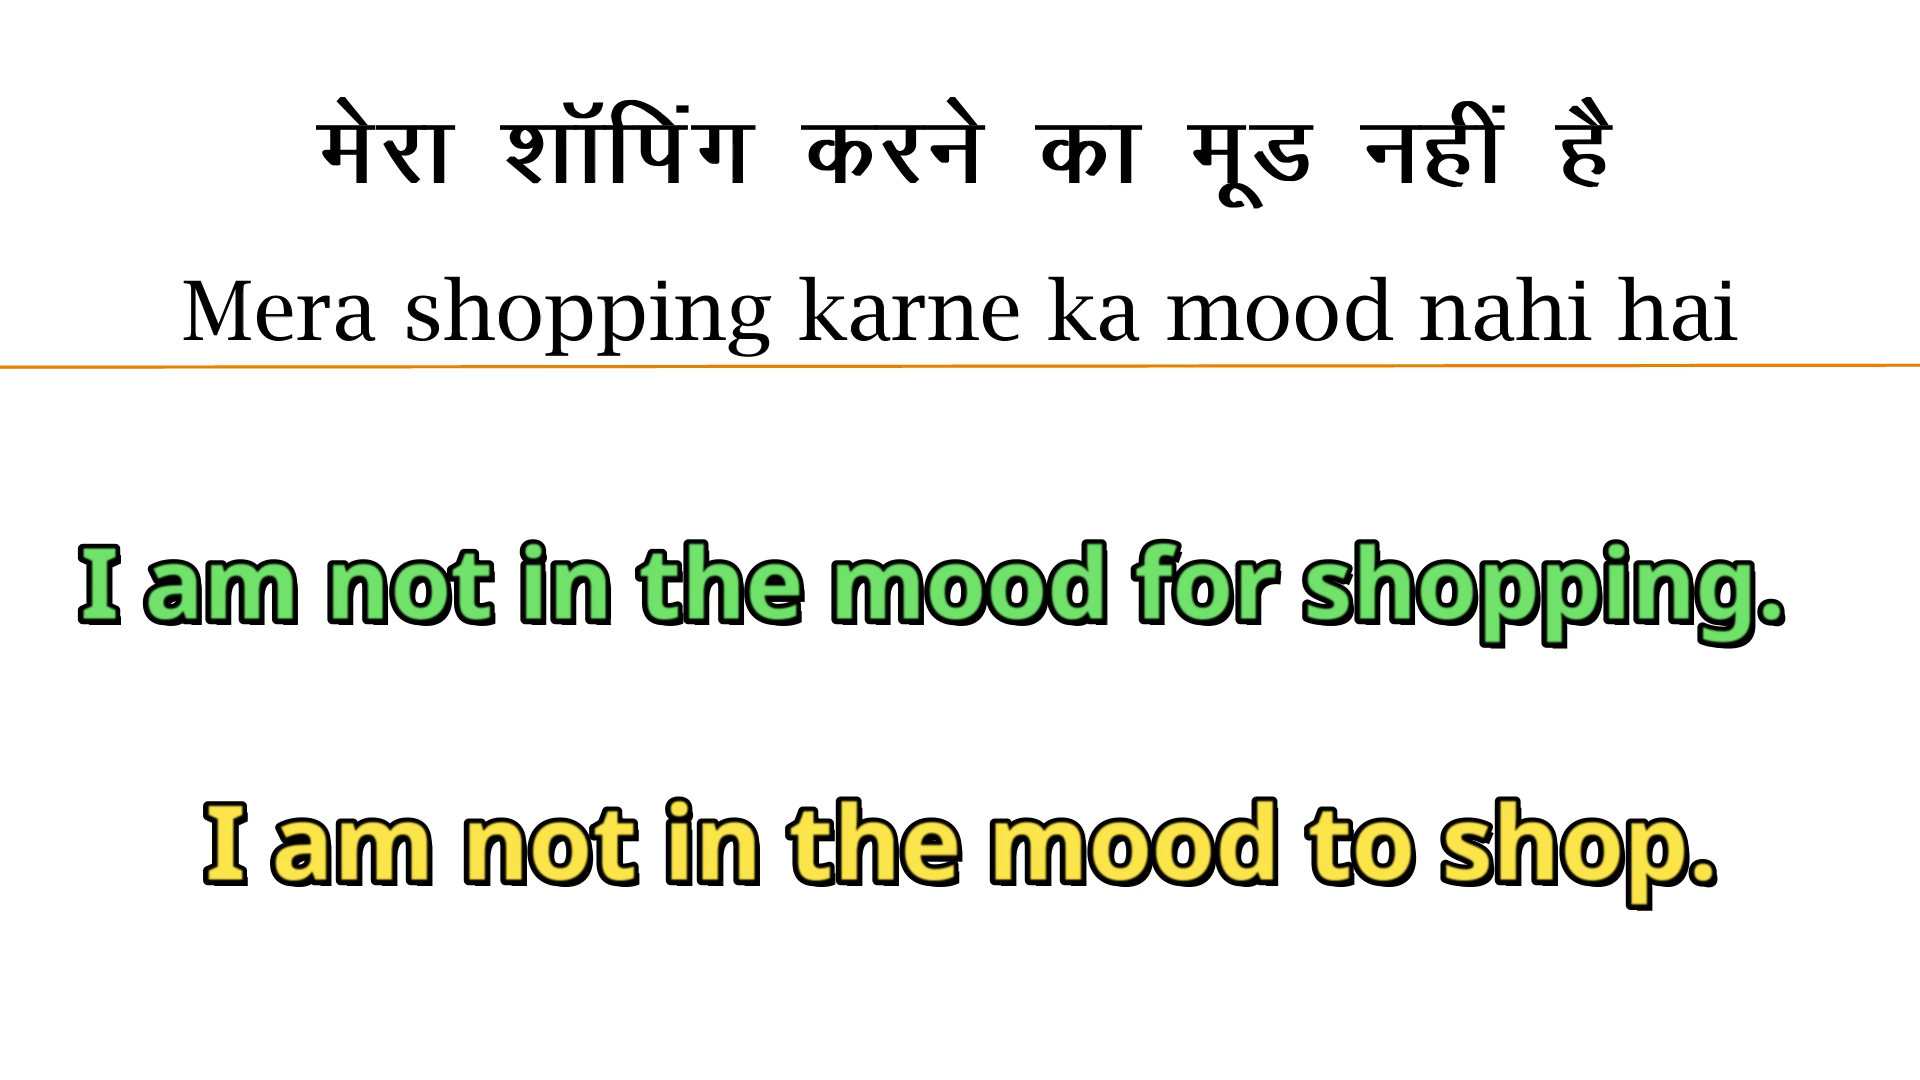 मेरा शॉपिंग करने का मूड नहीं है
Mera shopping karne ka mood nahi hai
I am not in the mood for shopping.
I am not in the mood to shop.